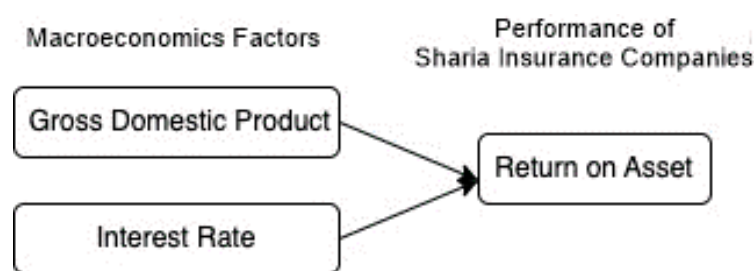 Macroeconomics Factors
Performance of
Sharia Insurance Companies
Gross Domestic Product
Return on Asset
Interest Rate